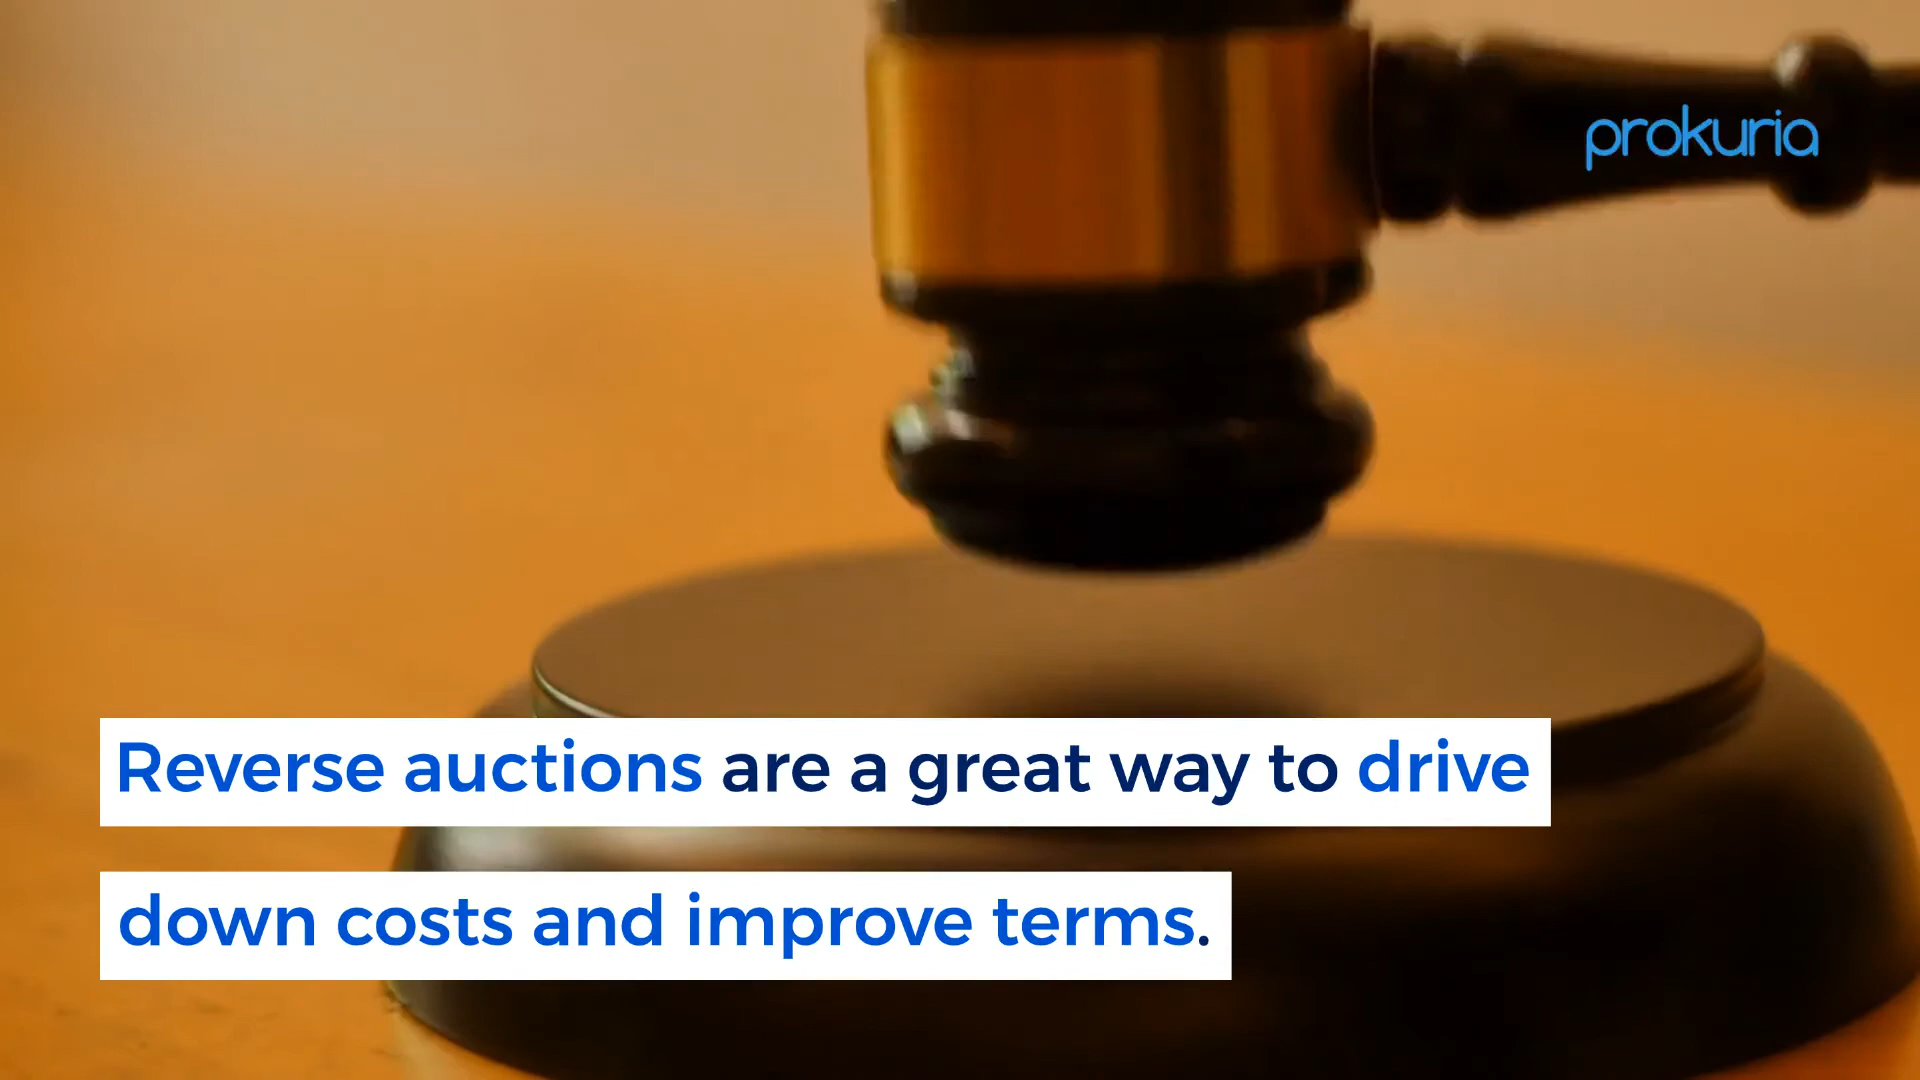 prokuria
Reverse auctions are a great way to drive
down costs and improve terms.